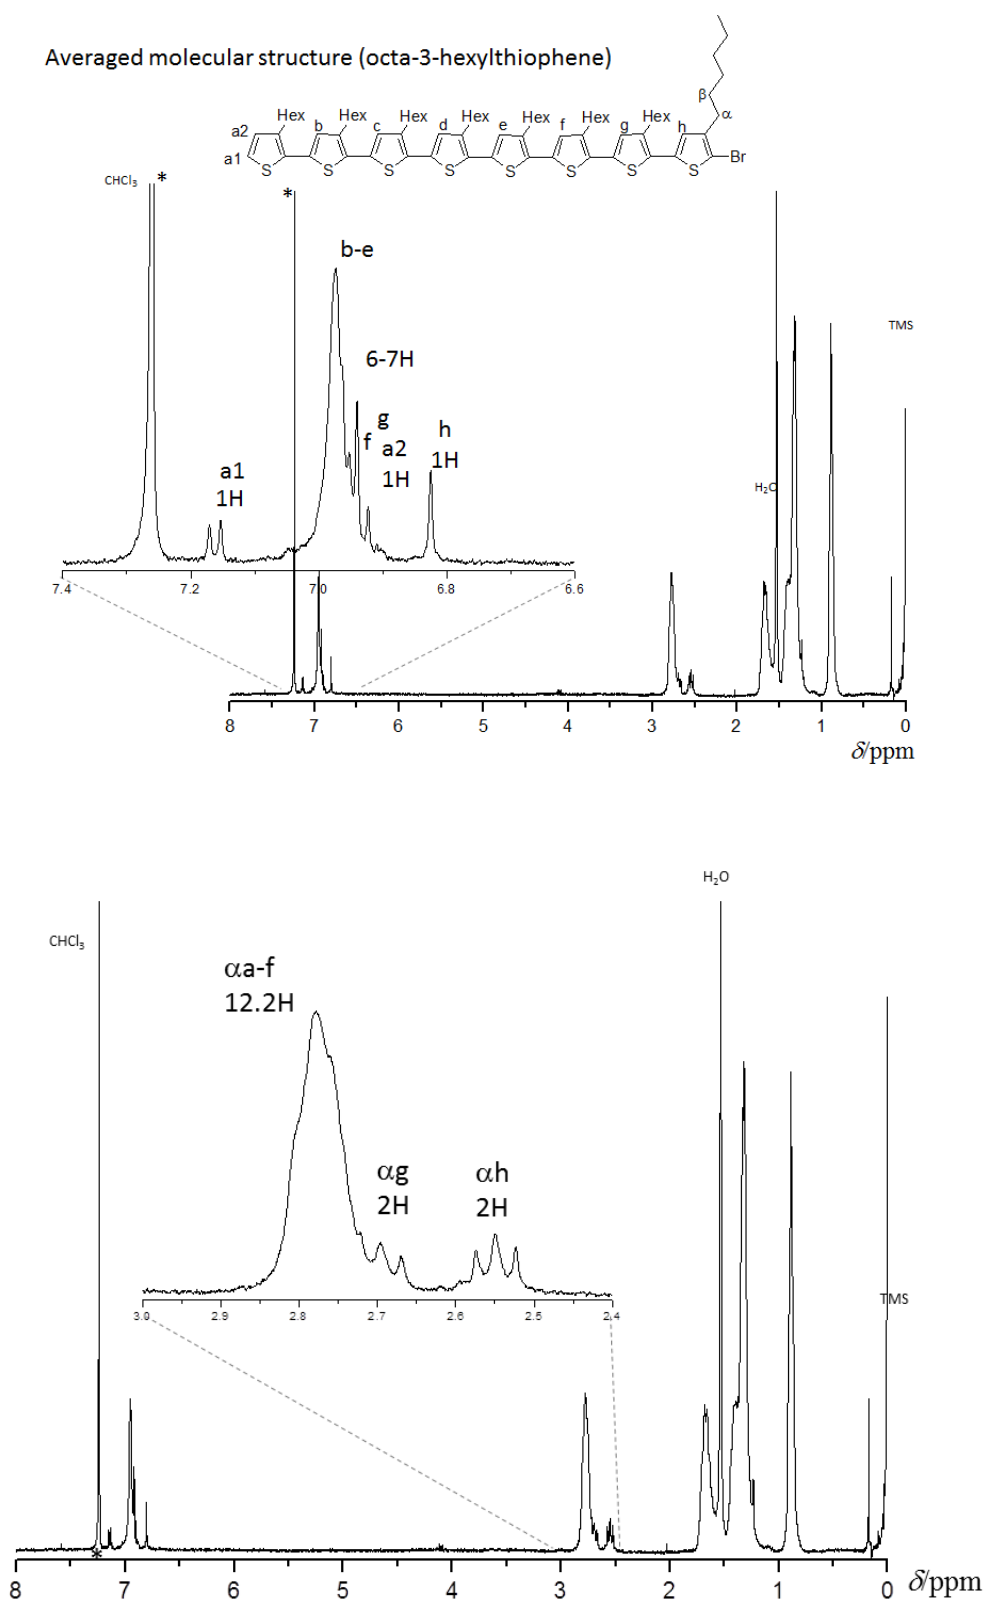 Averaged molecular structure (octa-3-hexylthiophene)
β
α
Hex Hex Hex Hex Hex Hex Hex
a2 b c d e f g h
a1
S S S S S S S S
Br
CHCl3 * *
b-e
TMS
6-7H
g
f a2 h
1H 1H
a1
1H
H2O
7.4 7.2 7.0 6.8 6.6
8 7 6 5 4 3 2 1 0
δ/ppm
H2O
CHCl3
αa-f
12.2H
αg αh
2H 2H
TMS
3.0 2.9 2.8 2.7 2.6 2.5 2.4
*
8 7 6 5 4 3 2 1 0 δ/ppm